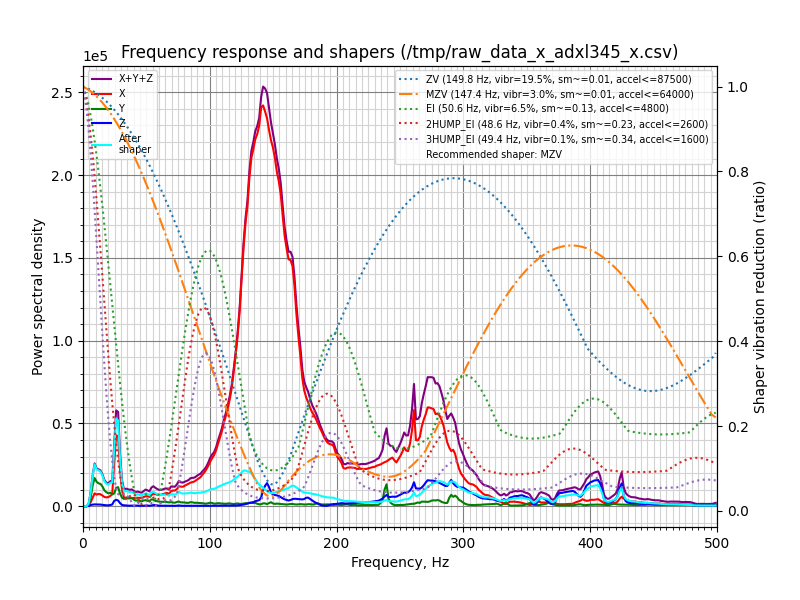 Frequency response and shapers (/tmp/raw_data_x_adxl345_x.csv)
1e5
X+Y+Z
X
Y
Z
After
shaper
ZV (149.8 Hz, vibr=19.5%, sm~=0.01, accel<=87500)
MZV (147.4 Hz, vibr=3.0%, sm~=0.01, accel<=64000)
EI (50.6 Hz, vibr=6.5%, sm~=0.13, accel<=4800)
2HUMP_EI (48.6 Hz, vibr=0.4%, sm~=0.23, accel<=2600)
3HUMP_EI (49.4 Hz, vibr=0.1%, sm~=0.34, accel<=1600)
Recommended shaper: MZV
Power spectral density
2.5
2.0
1.5
1.0
0.5
0.0
1.0
0.8
0.6
0.4
0.2
0.0
Shaper vibration reduction (ratio)
0 100 200 300 400 500
Frequency, Hz